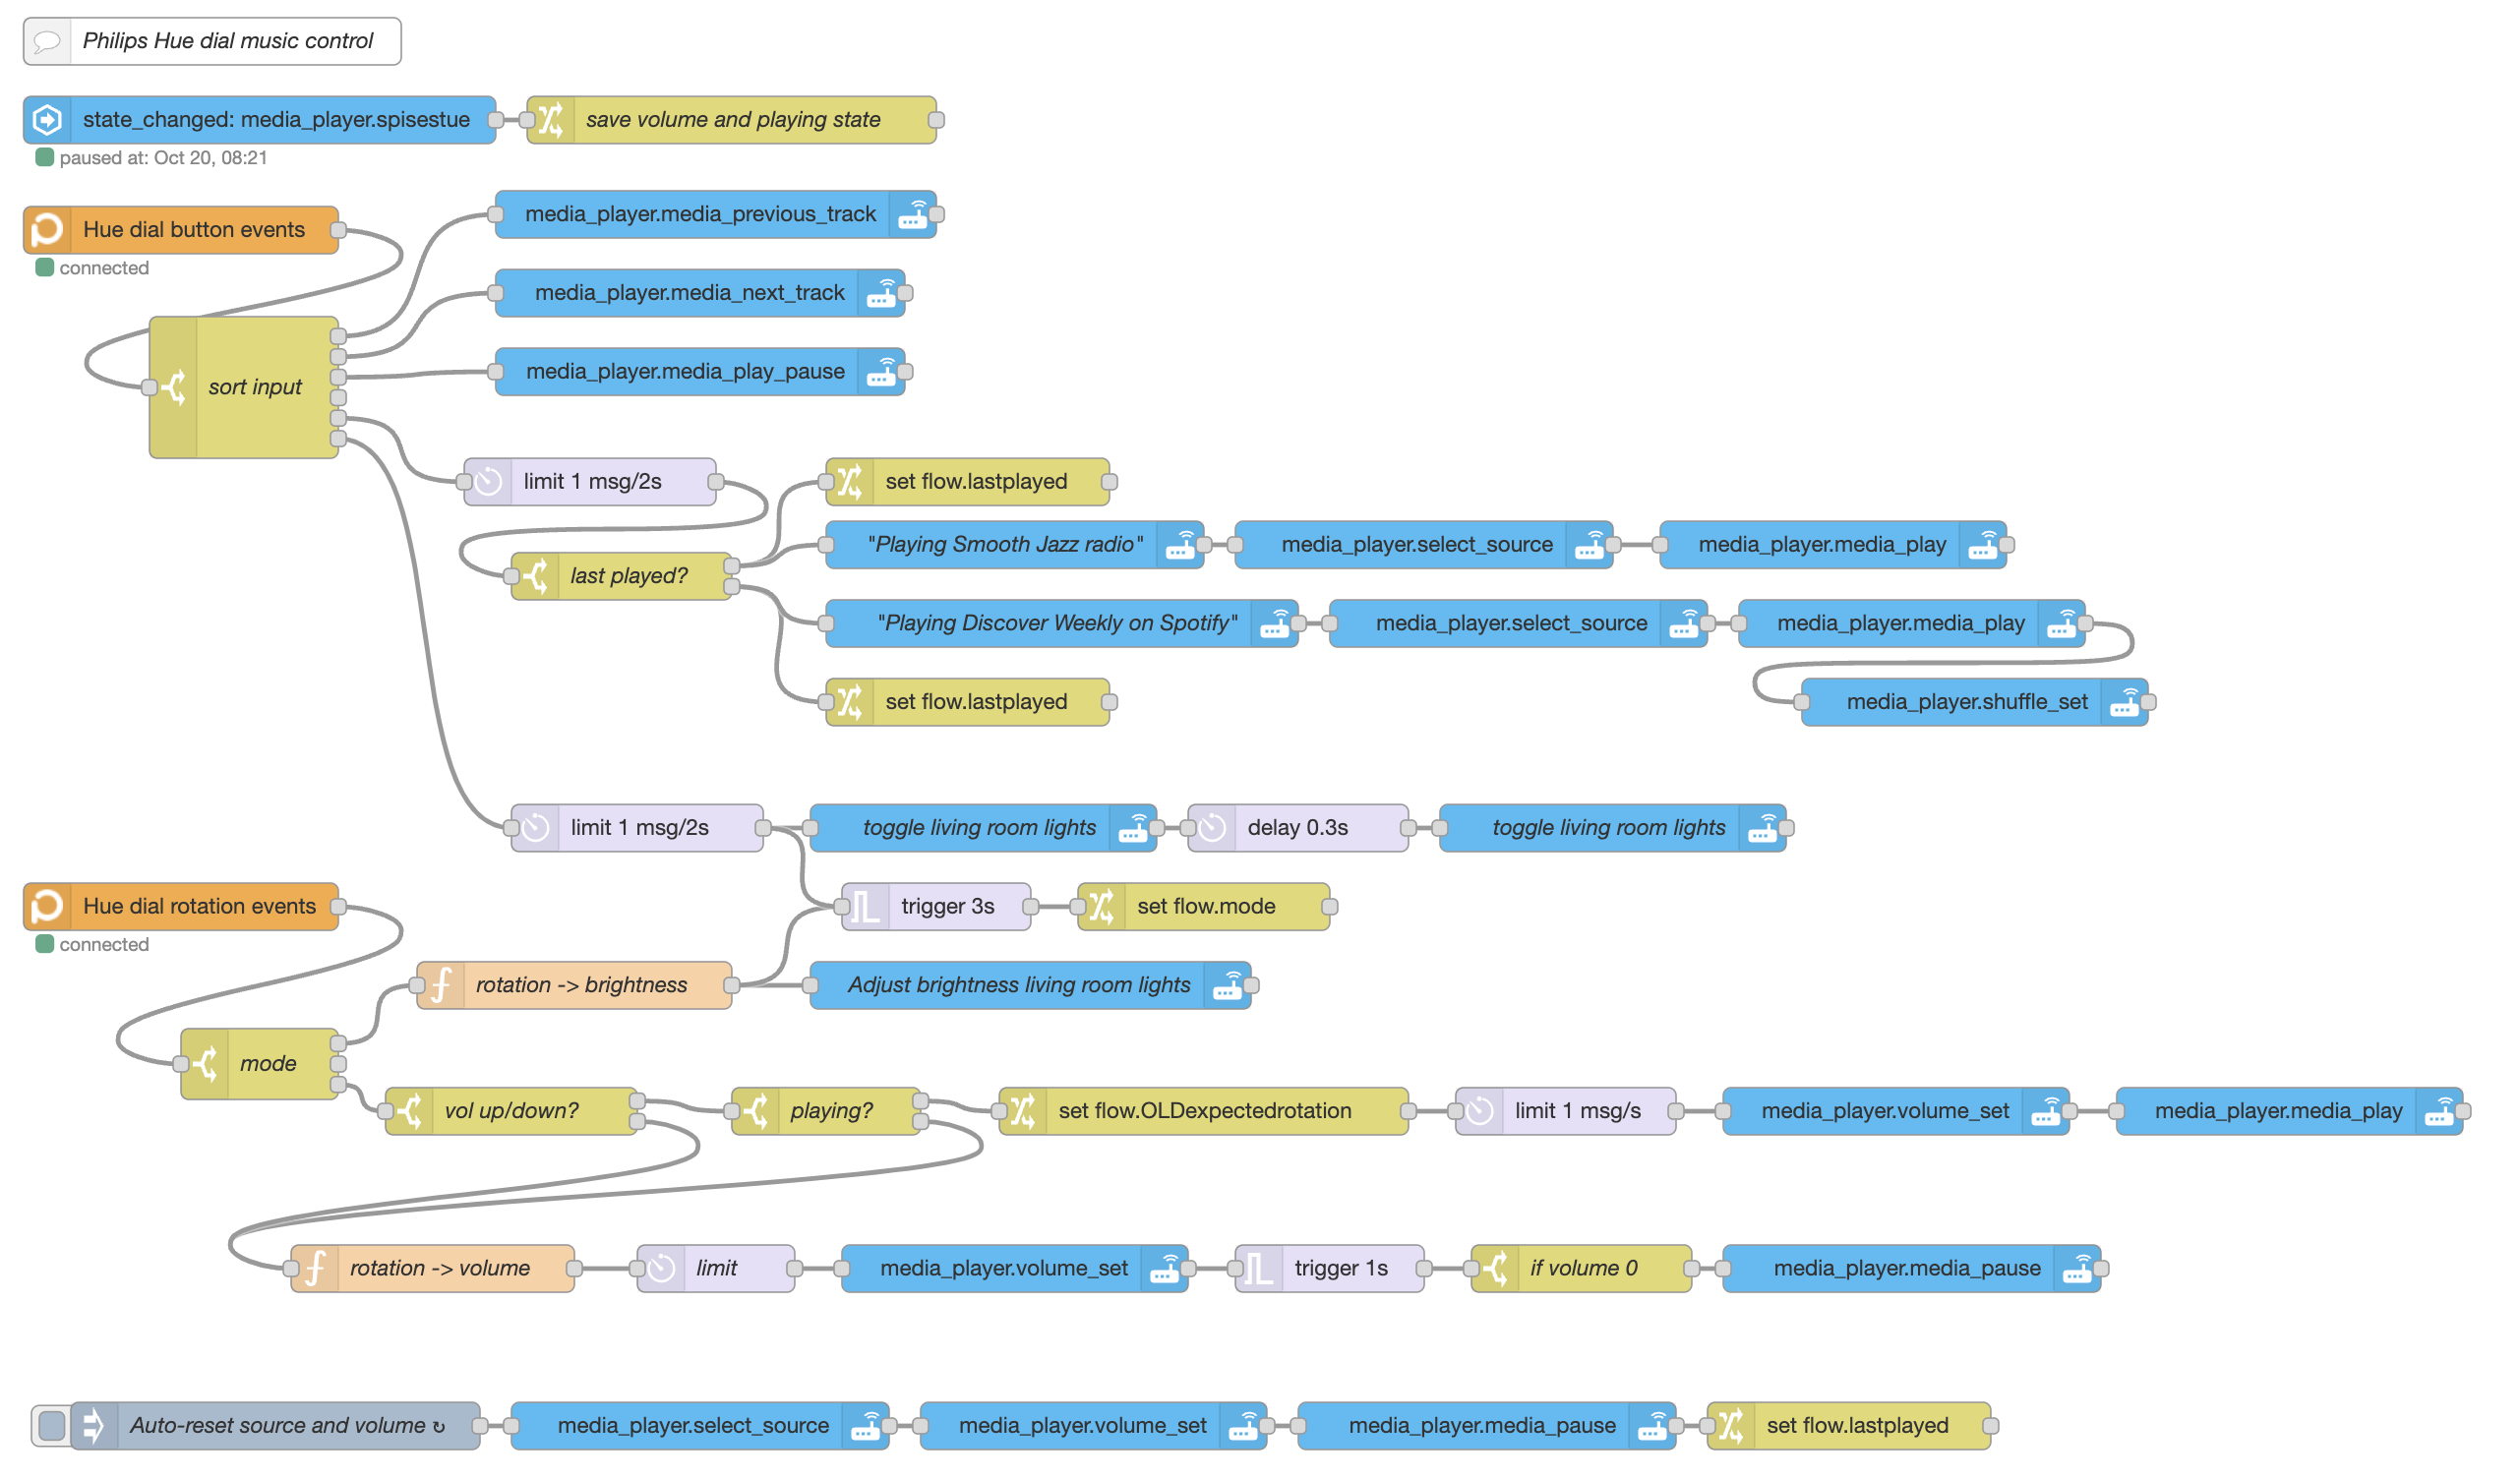 Philips Hue dial music control
state_changed: media_player.spisestue
save volume and playing state
paused at: Oct 20, 08:21
media_player.media_previous_track
Hue dial button events
connected
media_player.media_next_track
media_player.media_play_pause
sort input
limit 1 msg/2s
set flow.lastplayed
"Playing Smooth Jazz radio"
media_player.select_source
media_player.media_play
last played?
"Playing Discover Weekly on Spotify"
media_player.select_source
media_player.media_play
set flow.lastplayed
media_player.shuffle_set
limit 1 msg/2s
toggle living room lights
delay 0.3s
toggle living room lights
Hue dial rotation events
connected
trigger 3s
set flow.mode
rotation -> brightness
Adjust brightness living room lights
mode
vol up/down?
playing?
set flow.OLDexpectedrotation
limit 1 msg/s
media_player.volume_set
media_player.media_play
rotation -> volume
limit
media_player.volume_set
trigger 1s
if volume 0
media_player.media_pause
Auto-reset source and volume ↻
media_player.select_source
media_player.volume_set
media_player.media_pause
set flow.lastplayed